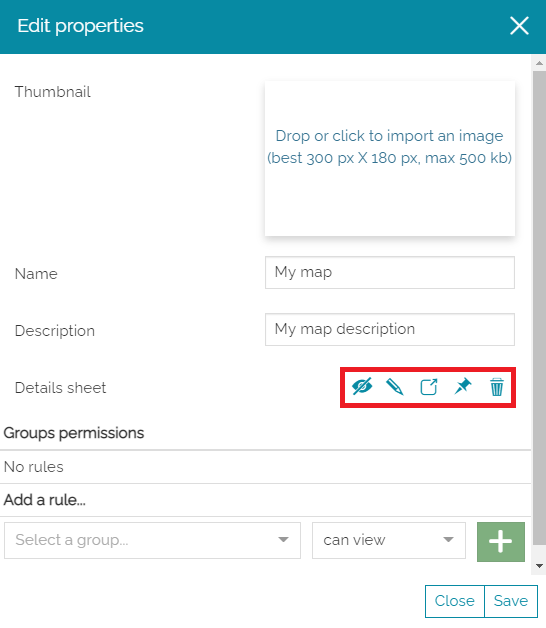 Edit properties
Thumbnail
Drop or click to import an image
(best 300 px X 180 px, max 500 kb)
Name
My map
Description
My map description
Details sheet
Groups permissions
No rules
Add a rule...
Select a group...
can view
Close
Save